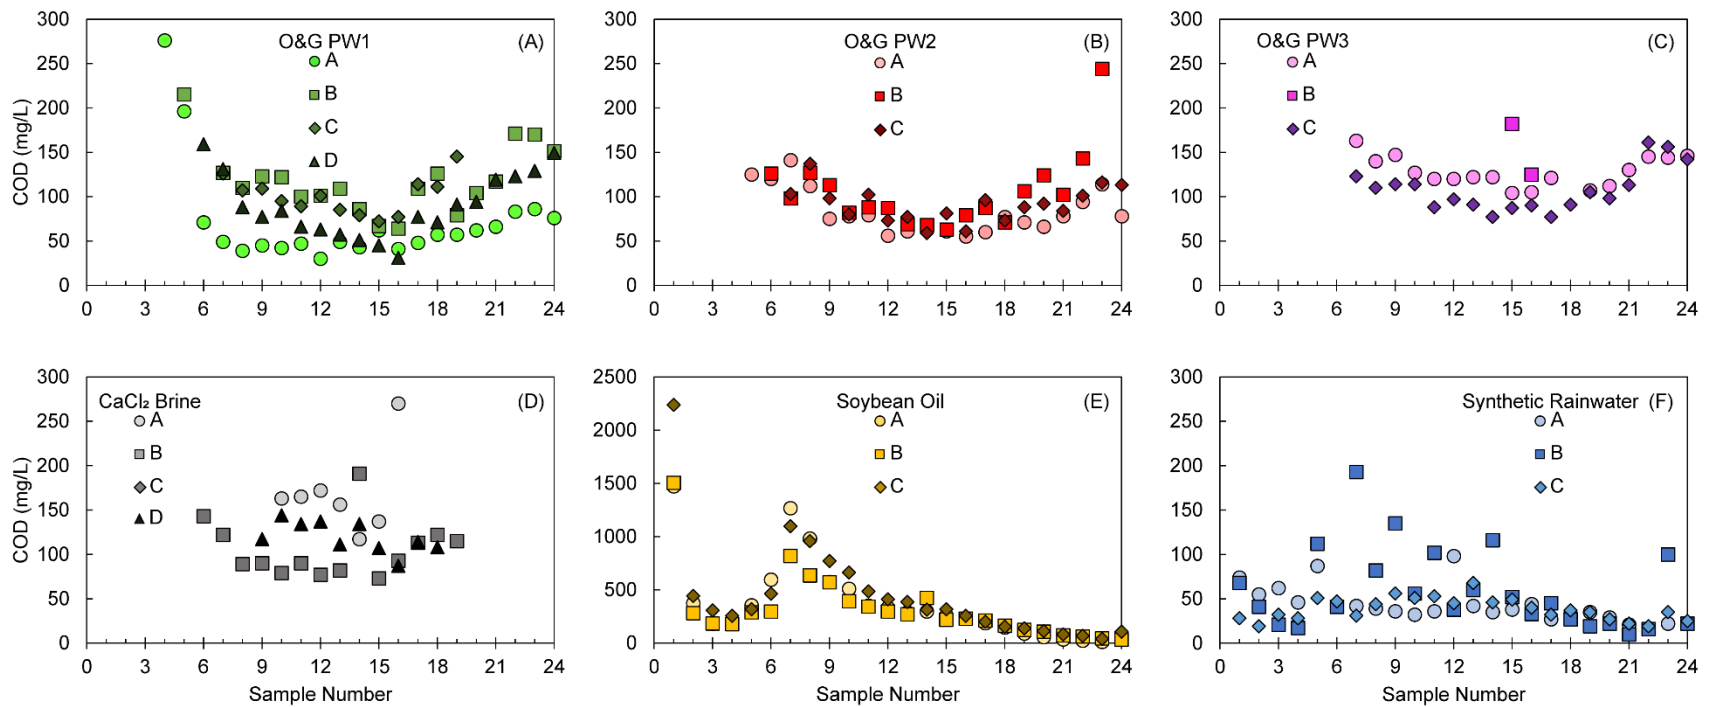 O&G PW1 (A)
A
B
C
D
COD (mg/L)
300
250
200
150
100
50
0
0 3 6 9 12 15 18 21 24
O&G PW2 (B)
A
B
C
300
250
200
150
100
50
0
0 3 6 9 12 15 18 21 24
O&G PW3 (C)
A
B
C
300
250
200
150
100
50
0
0 3 6 9 12 15 18 21 24
CaCl₂ Brine (D)
A
B
C
D
COD (mg/L)
300
250
200
150
100
50
0
0 3 6 9 12 15 18 21 24
Sample Number
Soybean Oil (E)
A
B
C
2500
2000
1500
1000
500
0
0 3 6 9 12 15 18 21 24
Sample Number
Synthetic Rainwater (F)
A
B
C
300
250
200
150
100
50
0
0 3 6 9 12 15 18 21 24
Sample Number